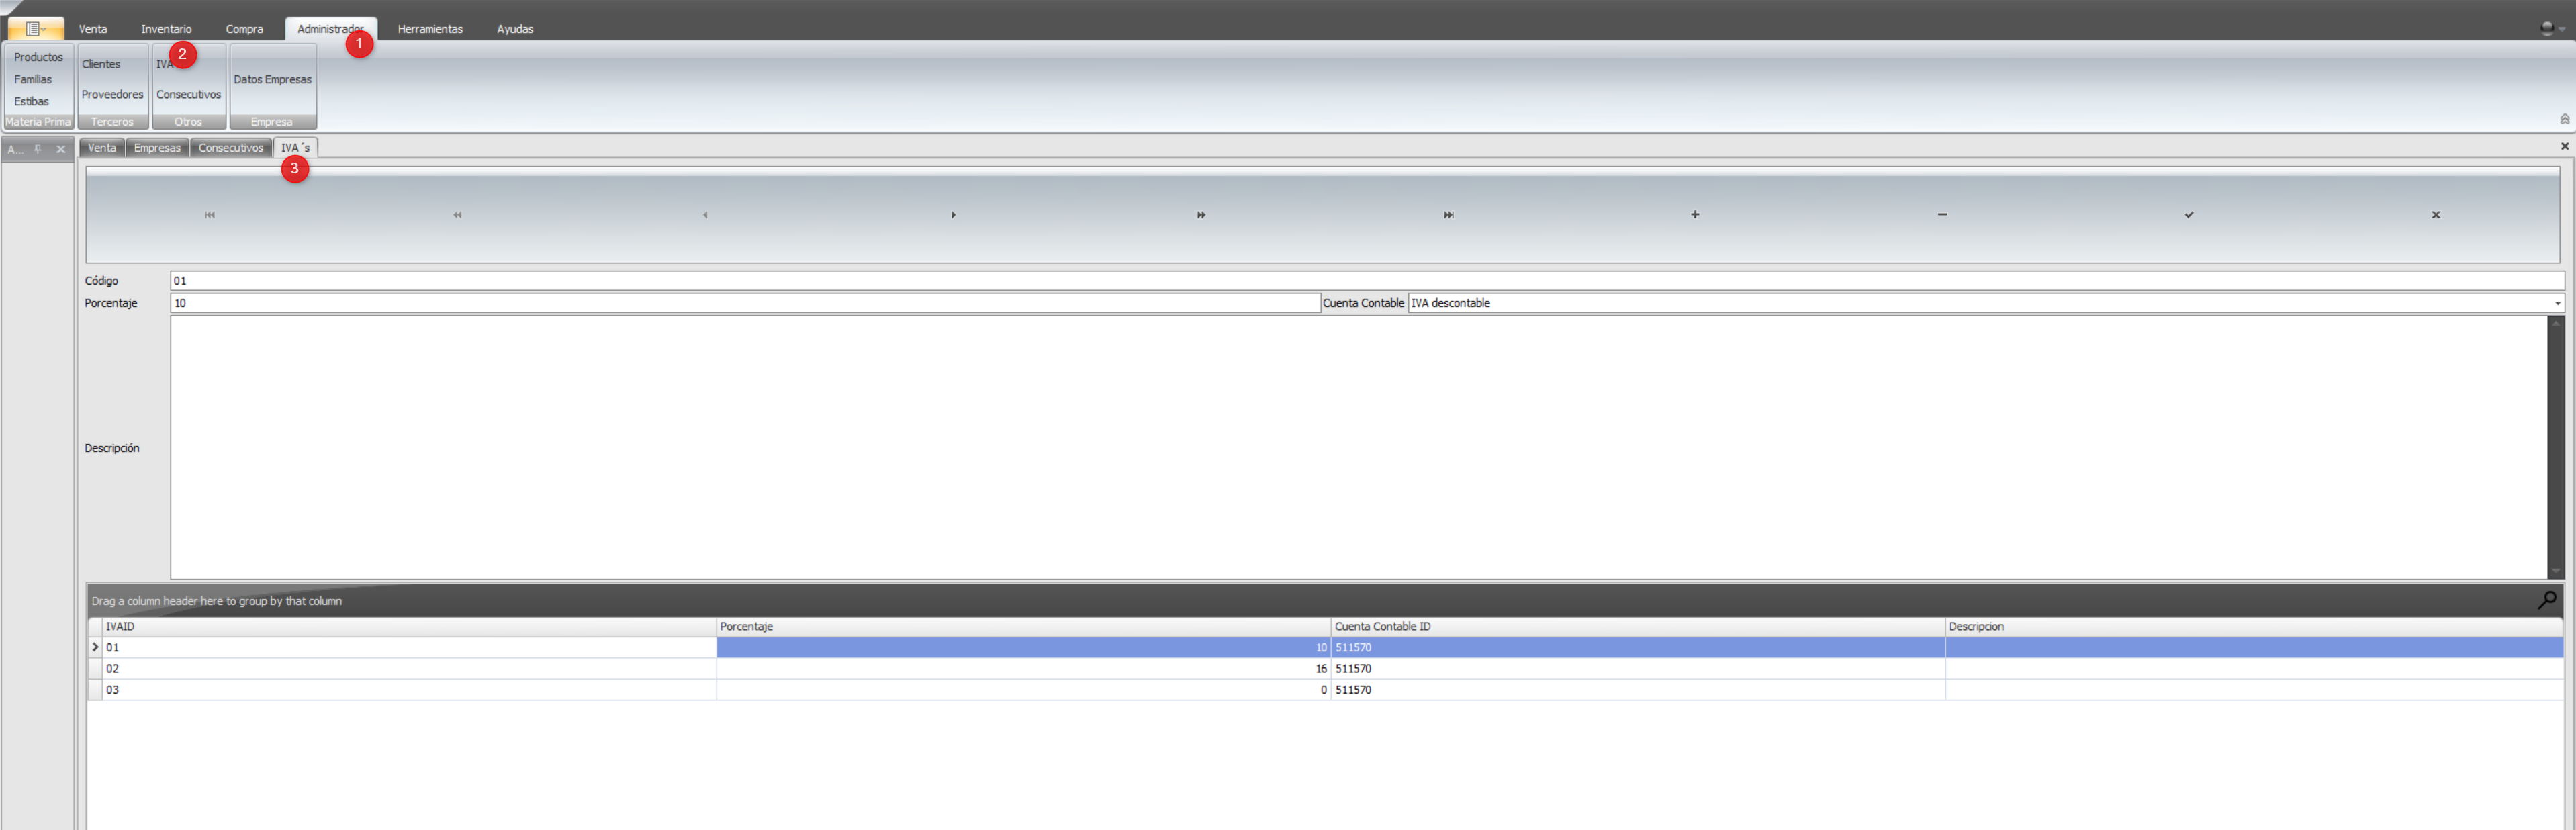 Venta Inventario Compra Administrador Herramientas Ayudas
1
2
Productos
Familias
Estibas
Materia Prima
Clientes
Proveedores
Terceros
IVA
Consecutivos
Otros
Datos Empresas
Empresa
A... Venta Empresas Consecutivos IVA´s
3
Código 01
Porcentaje 10 Cuenta Contable IVA descontable
Descripción
Drag a column header here to group by that column
IVAID Porcentaje Cuenta Contable ID Descripcion
01 10 511570
02 16 511570
03 0 511570